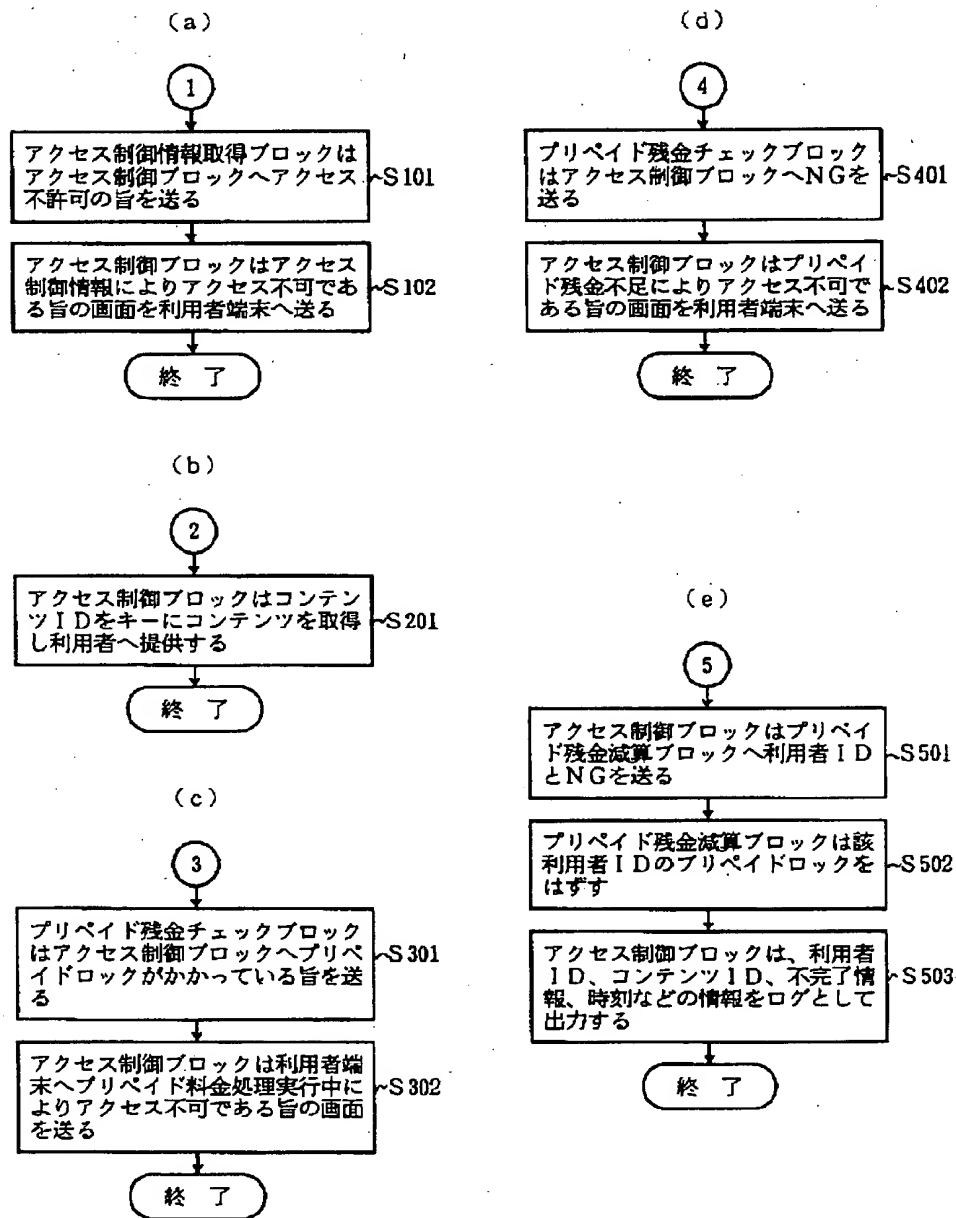 (a)
1
アクセス制御情報取得ブロックは
アクセス制御ブロックへアクセス
不許可の旨を送る
S101
アクセス制御ブロックはアクセス
制御情報によりアクセス不可であ
る旨の画面を利用者端末へ送る
S102
終了
(b)
2
アクセス制御ブロックはコンテン
ツIDをキーにコンテンツを取得
し利用者へ提供する
S201
終了
(c)
3
プリペイド残金チェックブロック
はアクセス制御ブロックへプリペ
イドロックがかかっている旨を送
る
S301
アクセス制御ブロックは利用者端
末へプリペイド料金処理実行中に
よりアクセス不可である旨の画面
を送る
S302
終了
(d)
4
プリペイド残金チェックブロック
はアクセス制御ブロックへNGを
送る
S401
アクセス制御ブロックはプリペイ
ド残金不足によりアクセス不可で
ある旨の画面を利用者端末へ送る
S402
終了
(e)
5
アクセス制御ブロックはプリペイ
ド残金減算ブロックへ利用者ID
とNGを送る
S501
プリペイド残金減算ブロックは該
利用者IDのプリペイドロックを
はずす
S502
アクセス制御ブロックは、利用者
ID、コンテンツID、不完了情
報、時刻などの情報をログとして
出力する
S503
終了